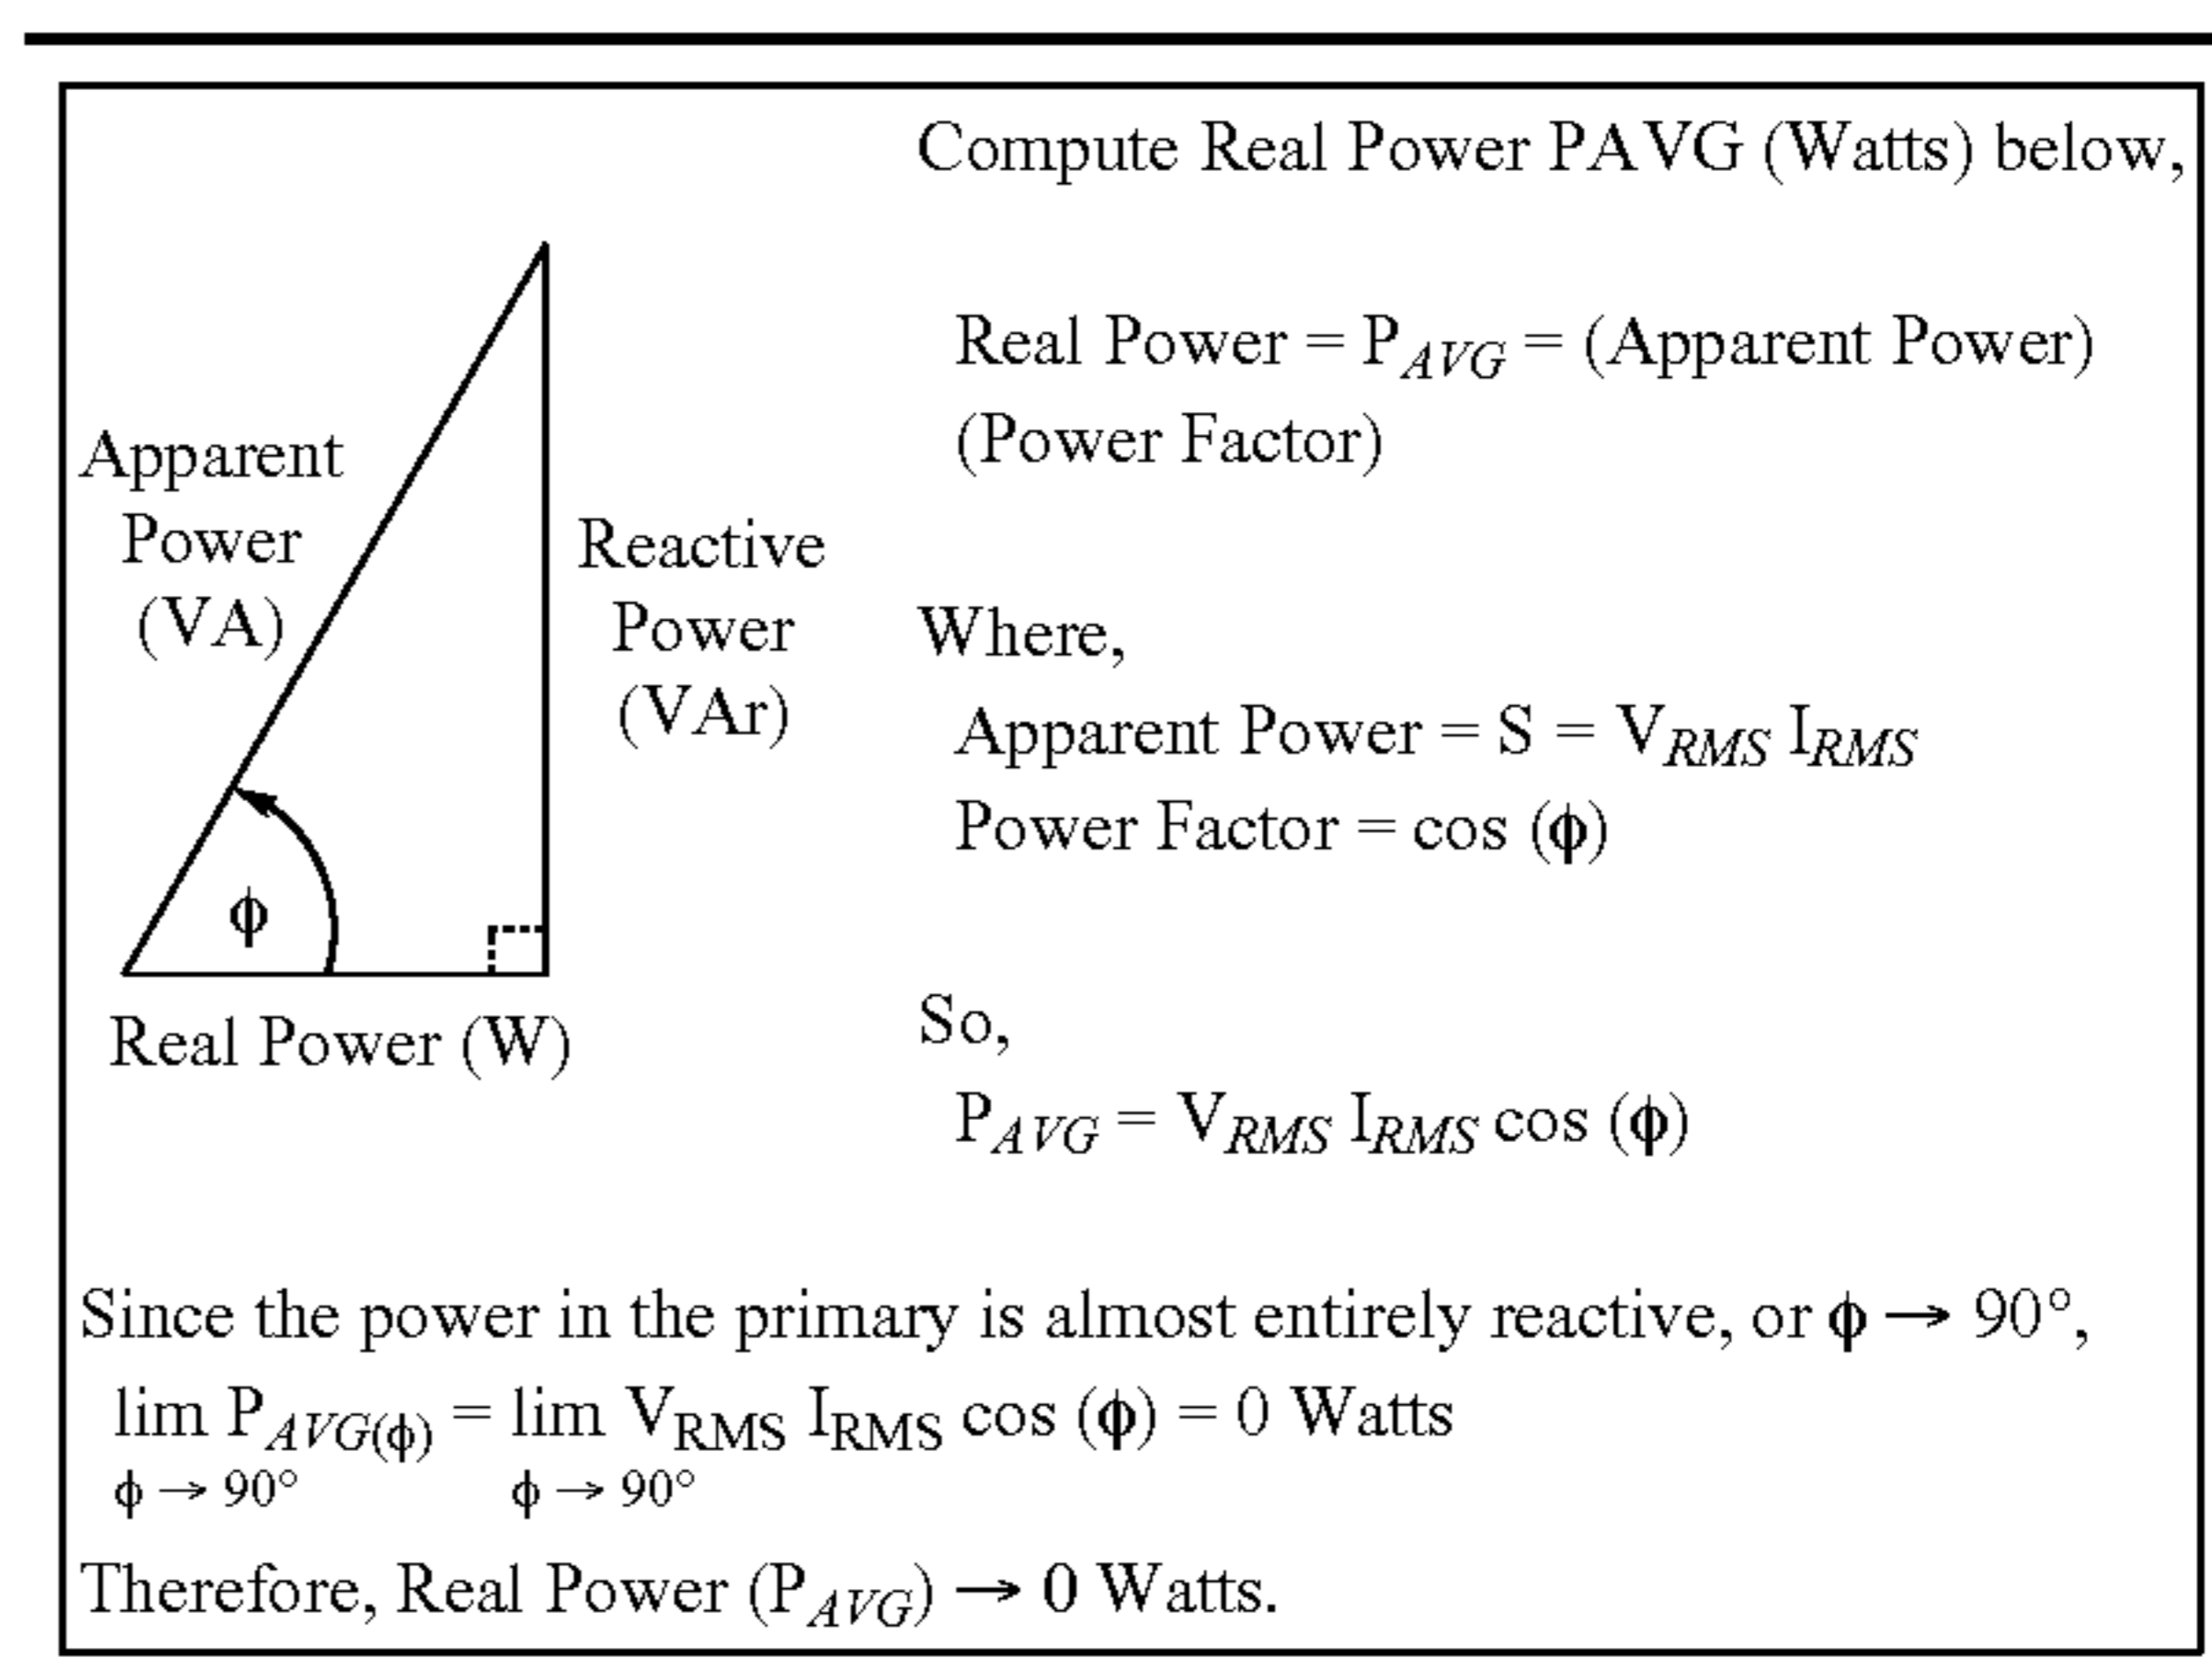 Compute Real Power PAVG (Watts) below,
Real Power = P_AVG = (Apparent Power)
(Power Factor)
Apparent
Power
(VA)
Reactive
Power
(VAr)
ϕ
Real Power (W)
Where,
Apparent Power = S = V_RMS I_RMS
Power Factor = cos (ϕ)
So,
P_AVG = V_RMS I_RMS cos (ϕ)
Since the power in the primary is almost entirely reactive, or ϕ → 90°,
lim P_AVG(ϕ) = lim V_RMS I_RMS cos (ϕ) = 0 Watts
ϕ → 90° ϕ → 90°
Therefore, Real Power (P_AVG) → 0 Watts.